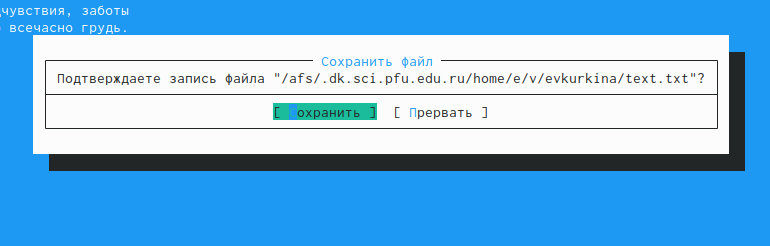 чувствия, заботы
всечасно грудь.
Сохранить файл
Подтверждаете запись файла "/afs/.dk.sci.pfu.edu.ru/home/e/v/evkurkina/text.txt"?
[ Сохранить ] [ Прервать ]